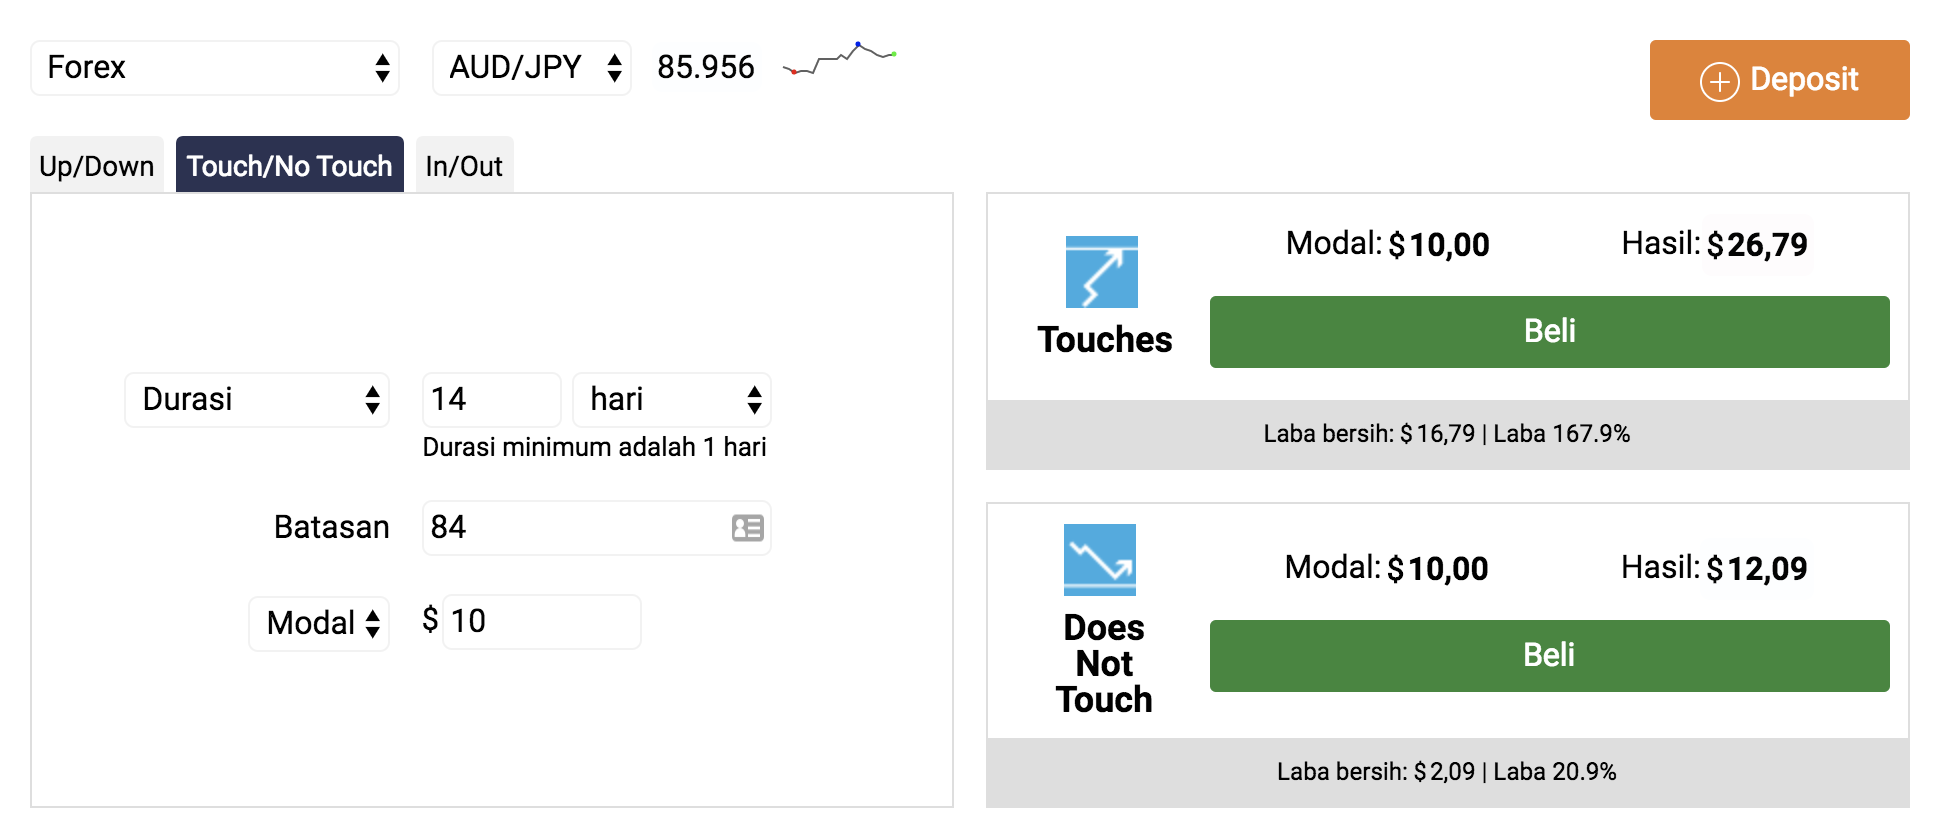 Forex
AUD/JPY
85.956
Deposit
Up/Down
Touch/No Touch
In/Out
Durasi
14
hari
Durasi minimum adalah 1 hari
Batasan
84
Modal
$ 10
Touches
Modal: $ 10,00
Hasil: $ 26,79
Beli
Laba bersih: $ 16,79 | Laba 167.9%
Does
Not
Touch
Modal: $ 10,00
Hasil: $ 12,09
Beli
Laba bersih: $ 2,09 | Laba 20.9%